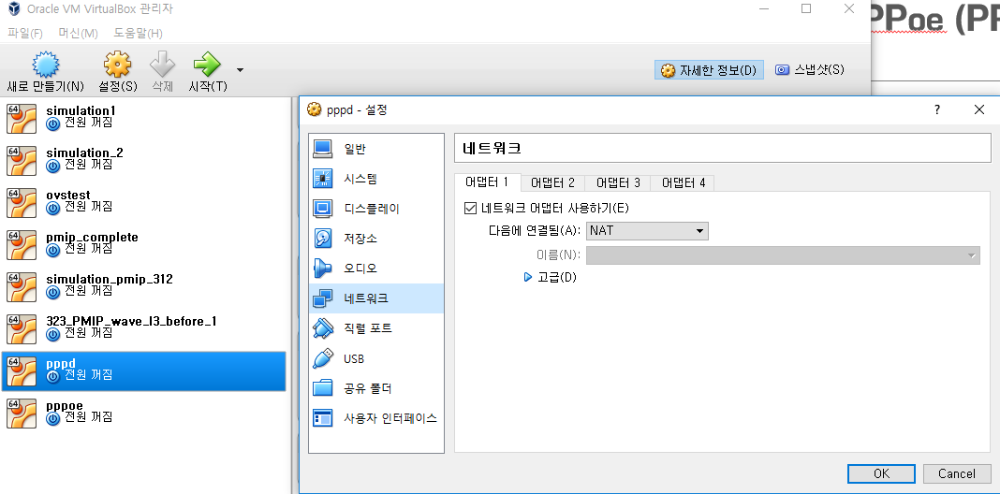 Oracle VM VirtualBox 관리자
PPoe (PP
파일(F) 머신(M) 도움말(H)
새로 만들기(N) 설정(S) 삭제 시작(T)
자세한 정보(D) 스냅샷(S)
64 simulation1
전원 꺼짐
64 simulation_2
전원 꺼짐
64 ovstest
전원 꺼짐
64 pmip_complete
전원 꺼짐
64 simulation_pmip_312
전원 꺼짐
64 323_PMIP_wave_l3_before_1
전원 꺼짐
64 pppd
전원 꺼짐
64 pppoe
전원 꺼짐
pppd - 설정
?
일반
시스템
디스플레이
저장소
오디오
네트워크
직렬 포트
USB
공유 폴더
사용자 인터페이스
네트워크
어댑터 1 어댑터 2 어댑터 3 어댑터 4
네트워크 어댑터 사용하기(E)
다음에 연결됨(A): NAT
이름(N):
고급(D)
OK Cancel